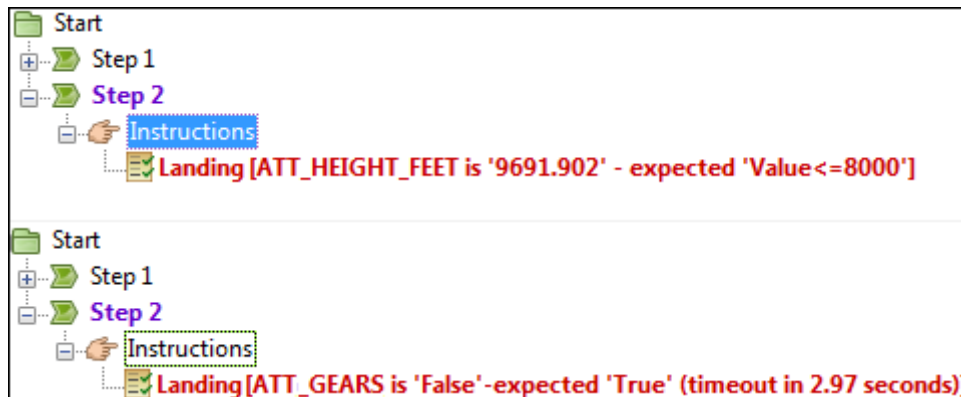 Start
Step 1
Step 2
Instructions
Landing [ATT_HEIGHT_FEET is '9691.902' - expected 'Value<=8000']
Start
Step 1
Step 2
Instructions
Landing [ATT_GEARS is 'False'-expected 'True' (timeout in 2.97 seconds)]